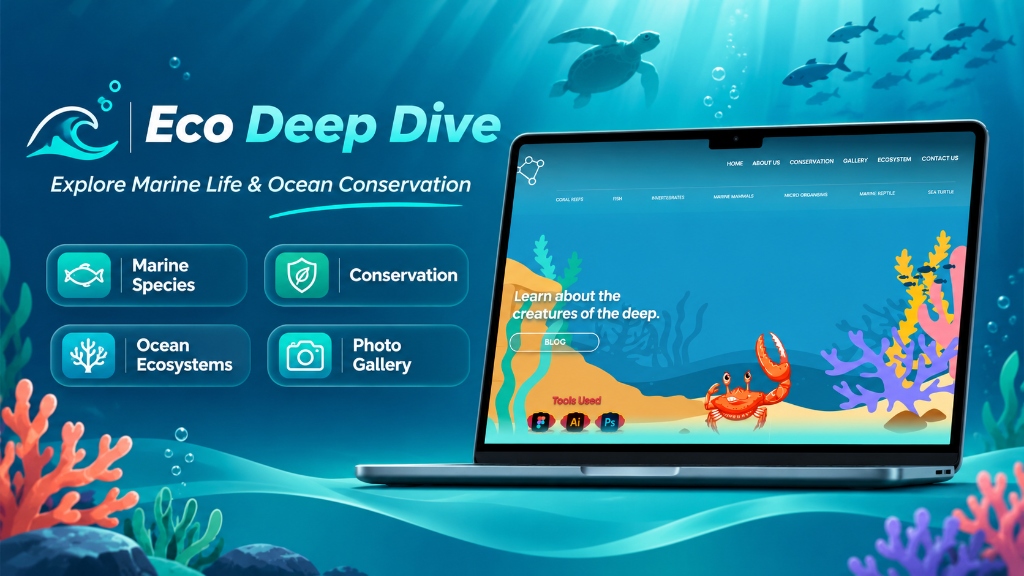 Eco Deep Dive
Explore Marine Life & Ocean Conservation
Marine
Species
Conservation
Ocean
Ecosystems
Photo
Gallery
HOME ABOUT US CONSERVATION GALLERY ECOSYSTEM CONTACT US
CORAL REEFS FISH INVERTEBRATES MARINE MAMMALS MICRO ORGANISMS MARINE REPTILE SEA TURTLE
Learn about the
creatures of the deep.
BLOG
Tools Used
Ai Ps